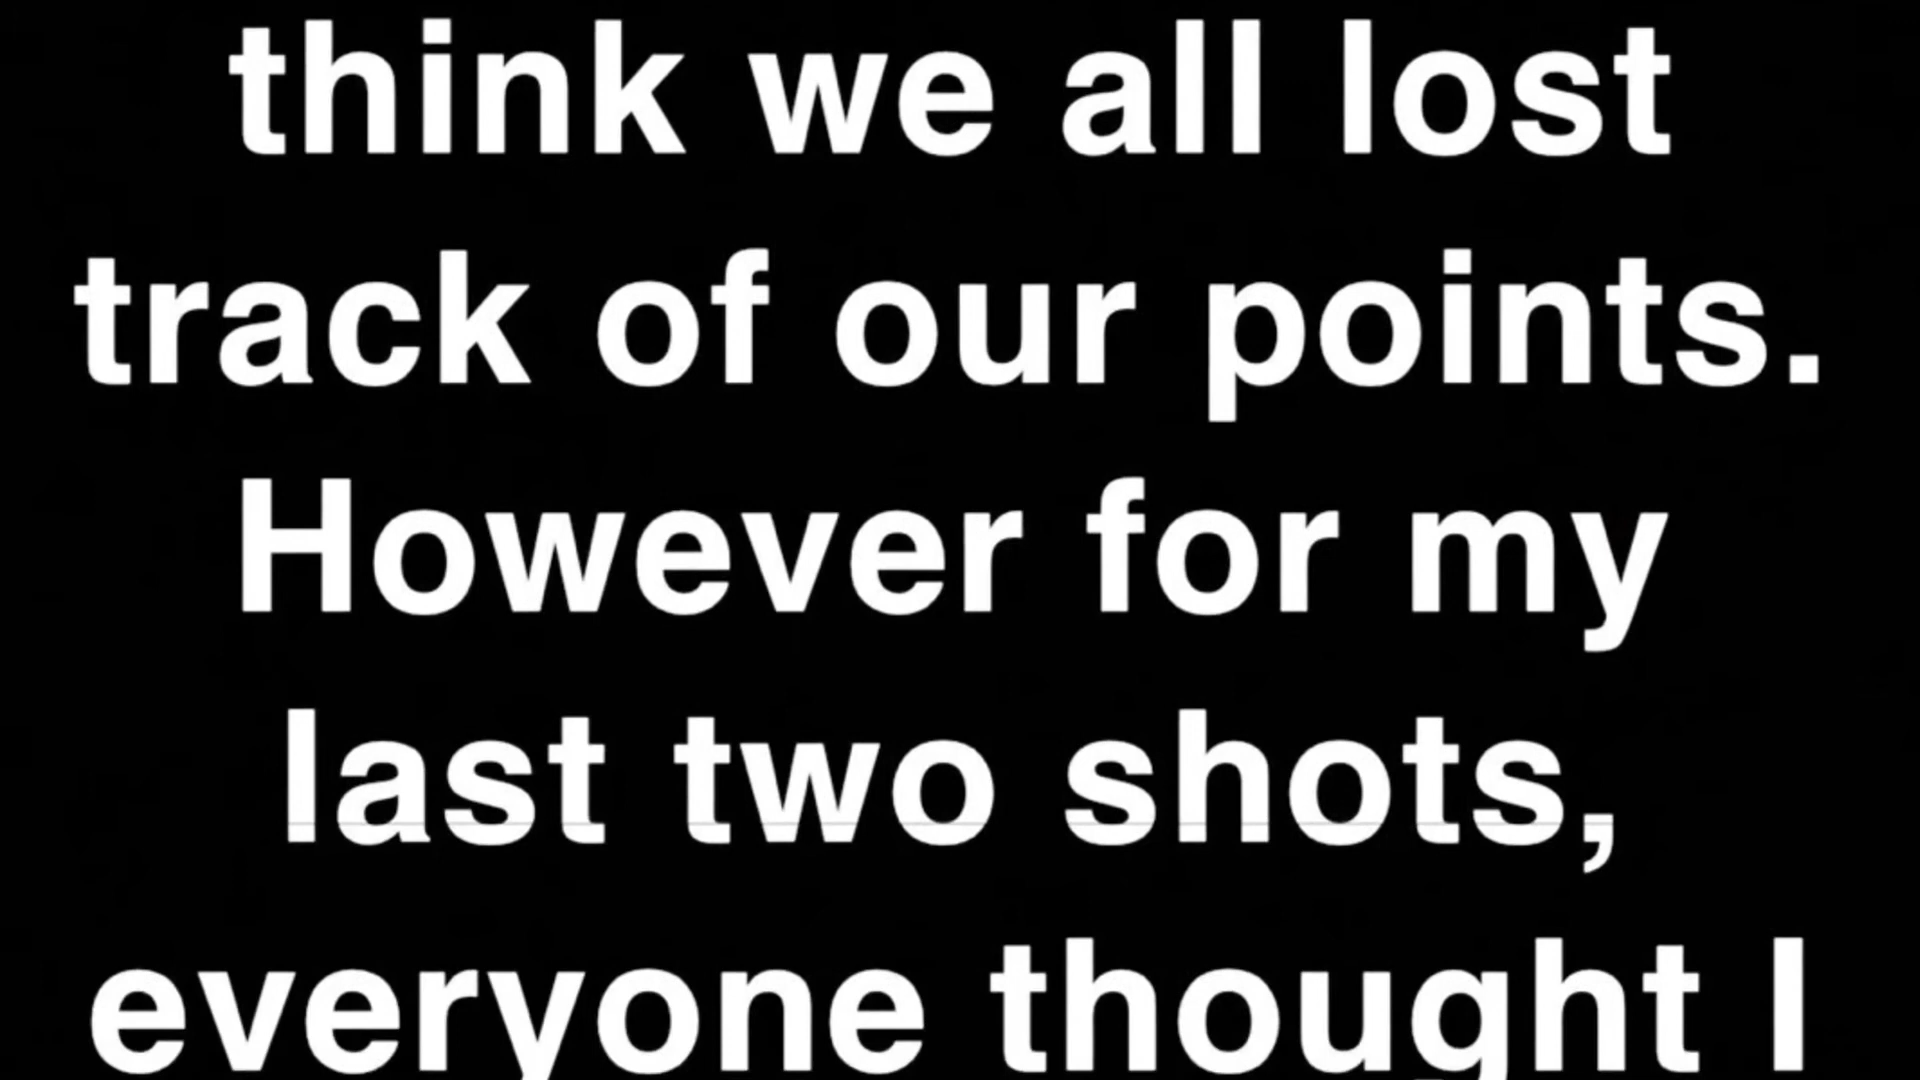 think we all lost
track of our points.
However for my
last two shots,
everyone thought I